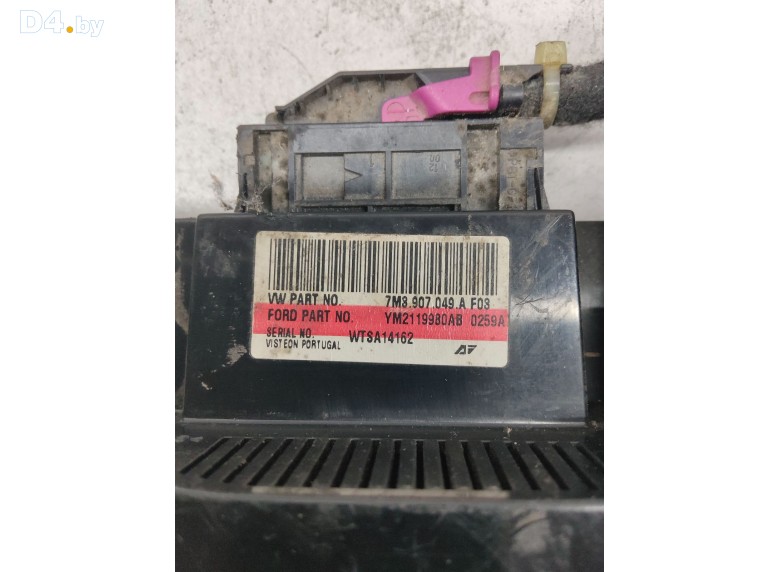 D4.by
VW PART NO. 7M3.907.049.A F03
FORD PART NO. YM2119980AB 0259A
SERIAL NO. WTSA14162
VISTEON PORTUGAL